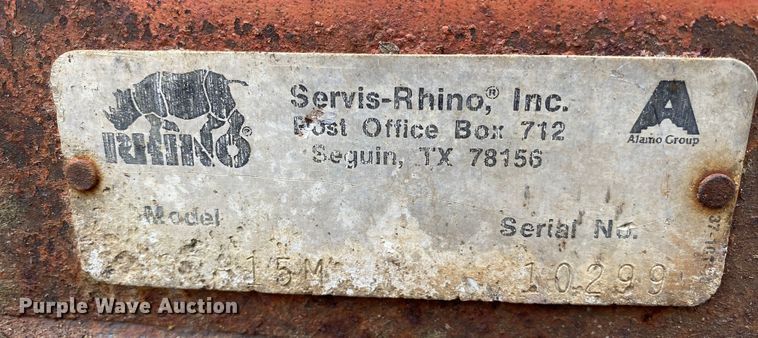 RHINO®
Servis-Rhino,® Inc.
Post Office Box 712
Seguin, TX 78156
A
Alamo Group
Model
Serial No.
15M
10299
Purple Wave Auction